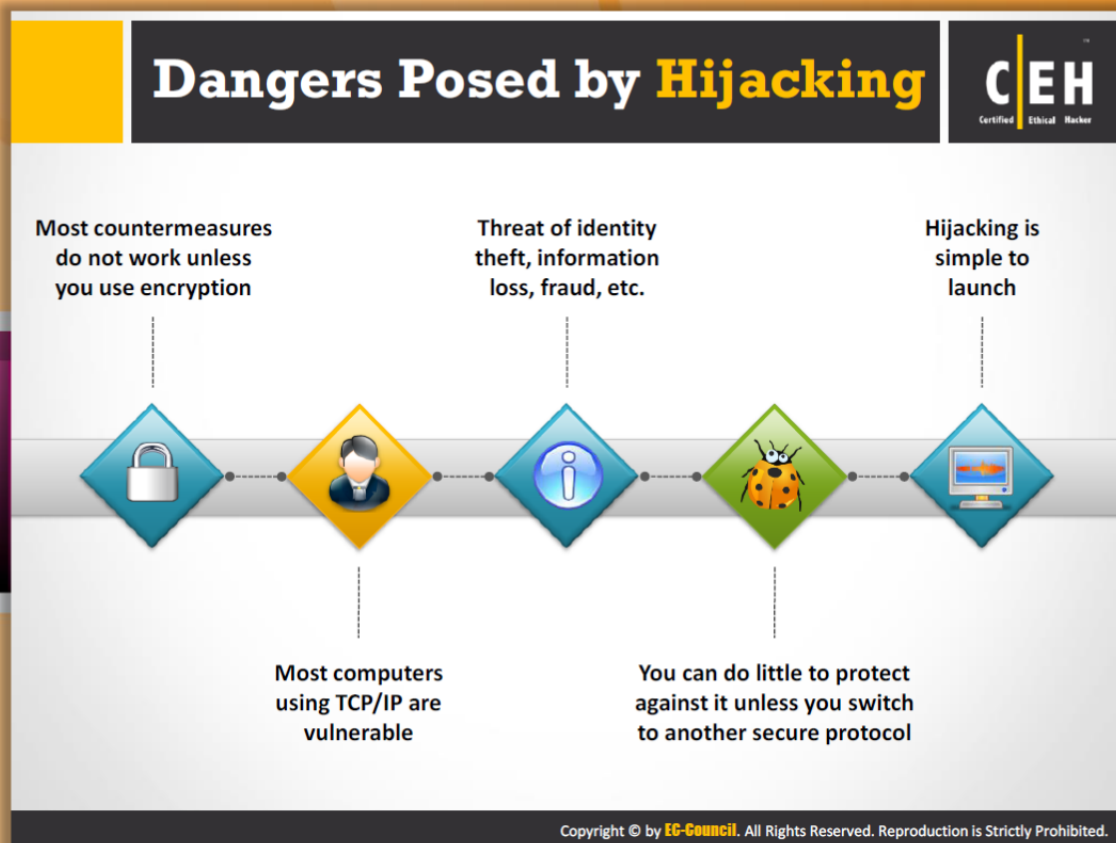 Dangers Posed by Hijacking
C EH
™
Certified Ethical Hacker
Most countermeasures
do not work unless
you use encryption
Most computers
using TCP/IP are
vulnerable
Threat of identity
theft, information
loss, fraud, etc.
You can do little to protect
against it unless you switch
to another secure protocol
Hijacking is
simple to
launch
Copyright © by EC-Council. All Rights Reserved. Reproduction is Strictly Prohibited.